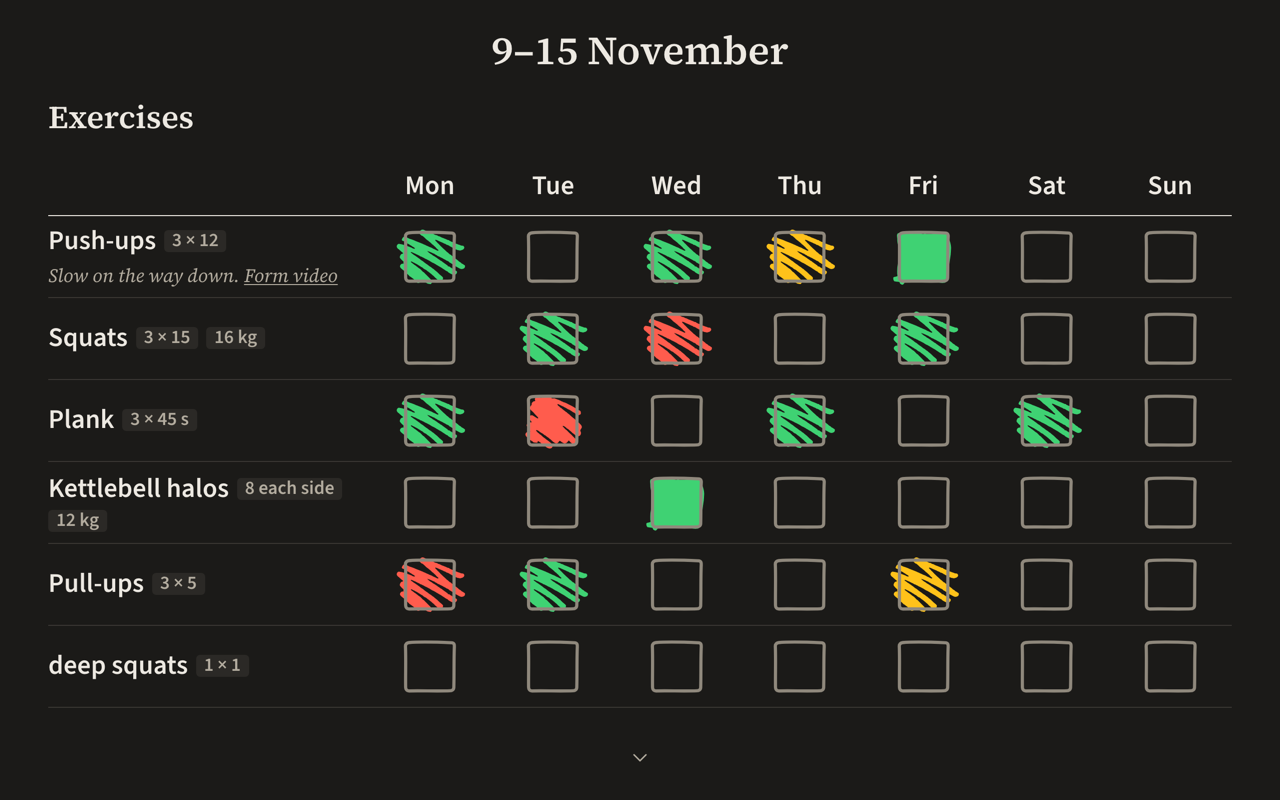 9–15 November
Exercises
Mon Tue Wed Thu Fri Sat Sun
Push-ups 3 × 12
Slow on the way down. Form video
Squats 3 × 15 16 kg
Plank 3 × 45 s
Kettlebell halos 8 each side
12 kg
Pull-ups 3 × 5
deep squats 1 × 1